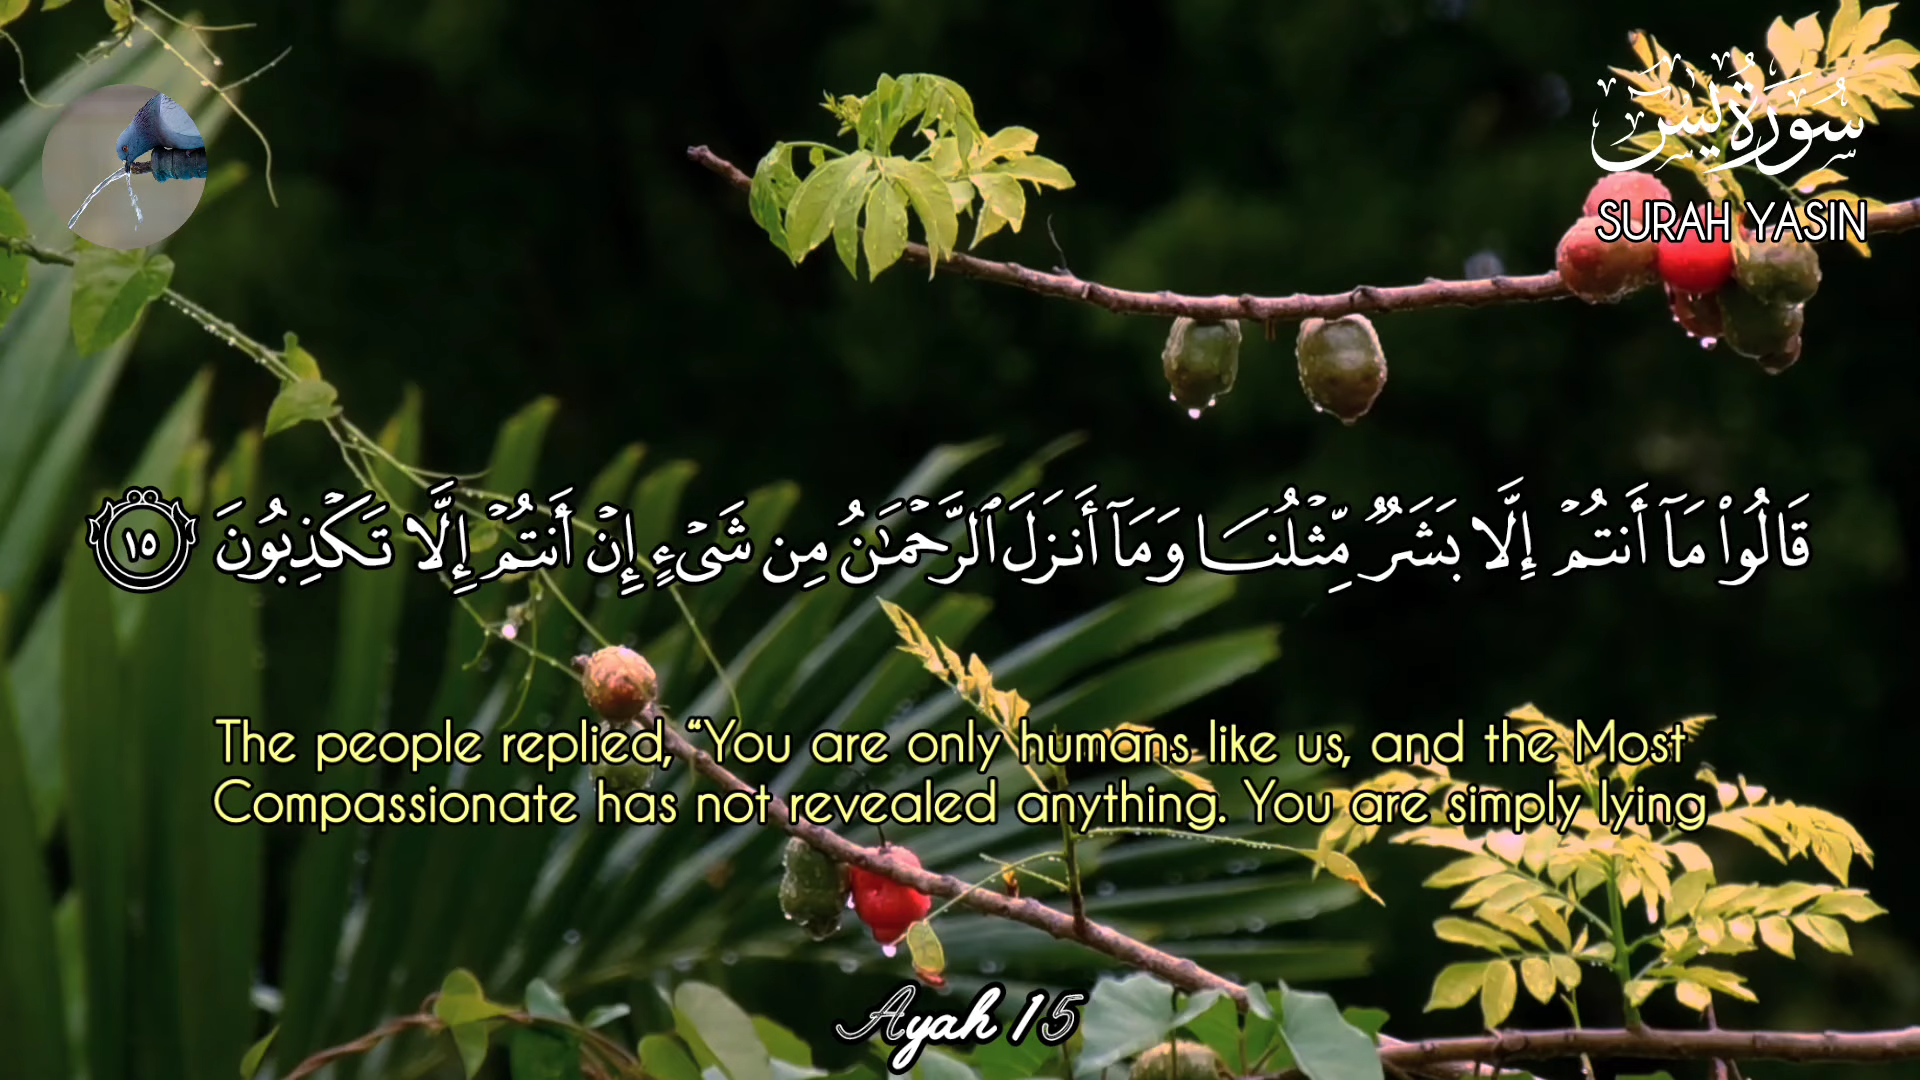 سُورَةُ يسٓ
SURAH YASIN
قَالُوا۟ مَآ أَنتُمْ إِلَّا بَشَرٌ مِّثْلُنَا وَمَآ أَنزَلَ ٱلرَّحْمَـٰنُ مِن شَىْءٍ إِنْ أَنتُمْ إِلَّا تَكْذِبُونَ ١٥
The people replied, “You are only humans like us, and the Most
Compassionate has not revealed anything. You are simply lying
Ayah 15